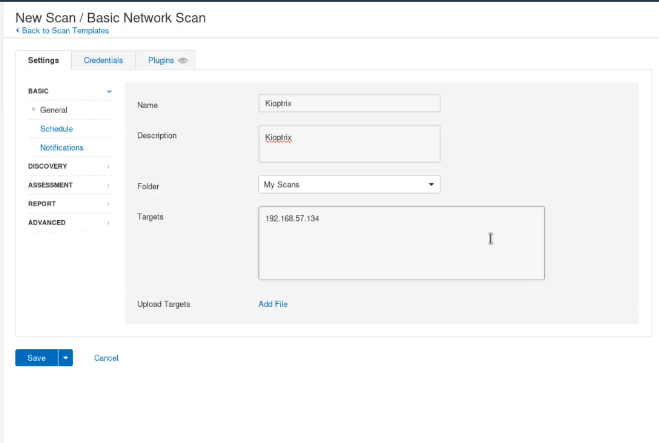 New Scan / Basic Network Scan
Back to Scan Templates
Settings Credentials Plugins
BASIC
General
Schedule
Notifications
DISCOVERY
ASSESSMENT
REPORT
ADVANCED
Name Kioptrix
Description Kioptrix
Folder My Scans
Targets 192.168.57.134
Upload Targets Add File
Save Cancel